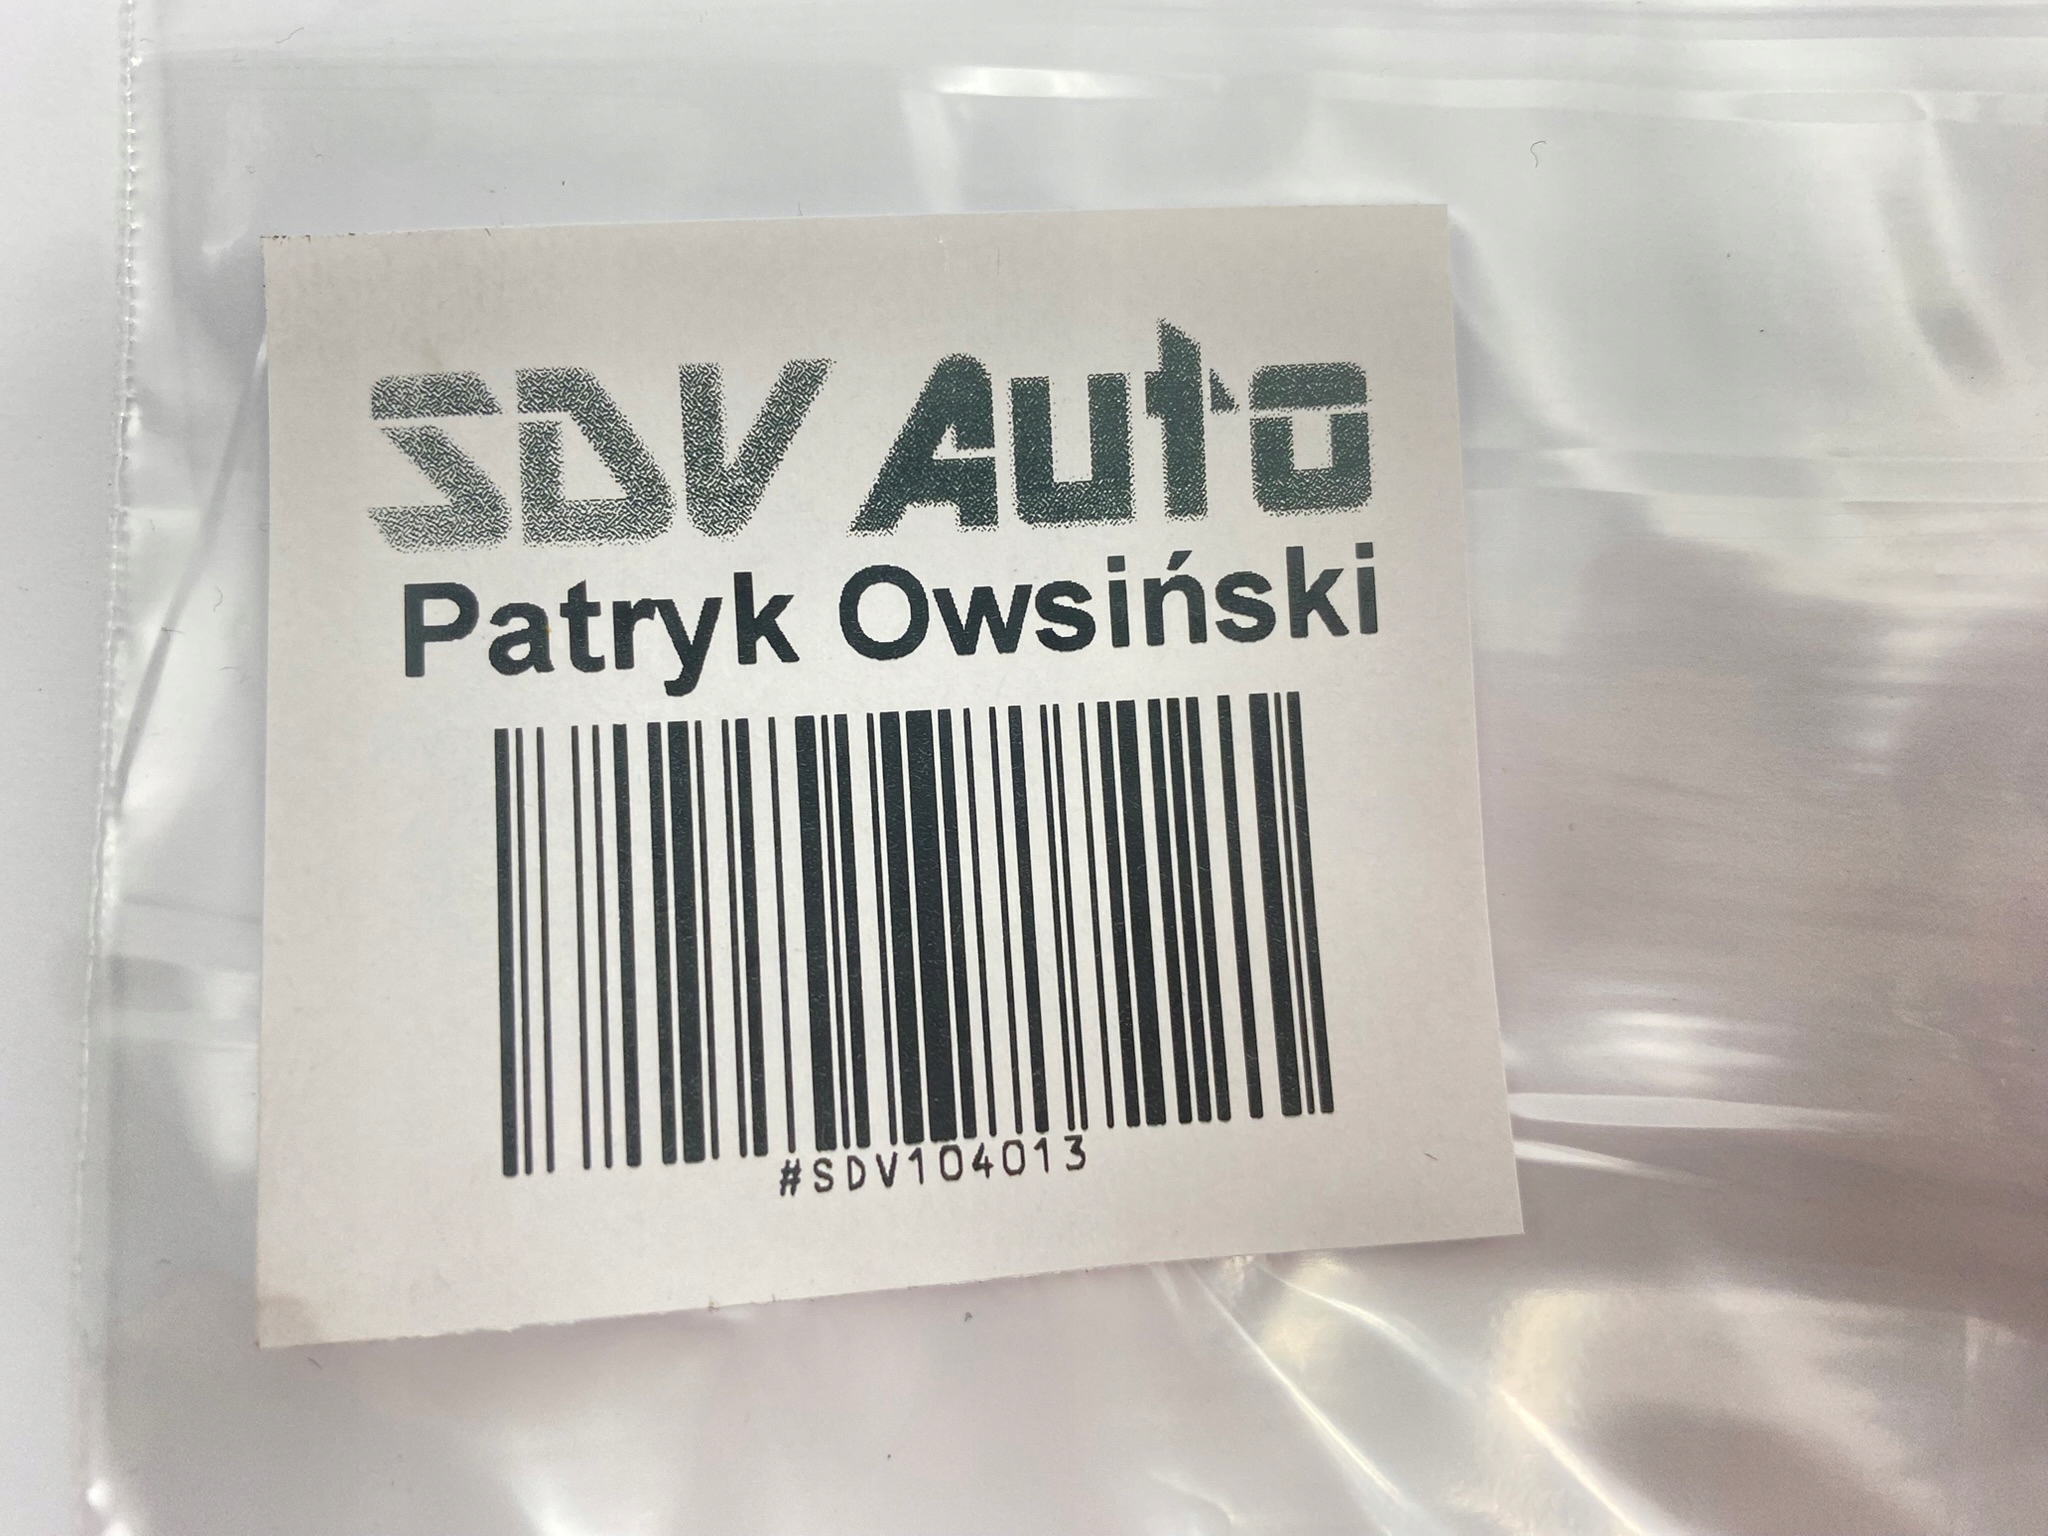 SDV Auto
Patryk Owsiński
#SDV104013